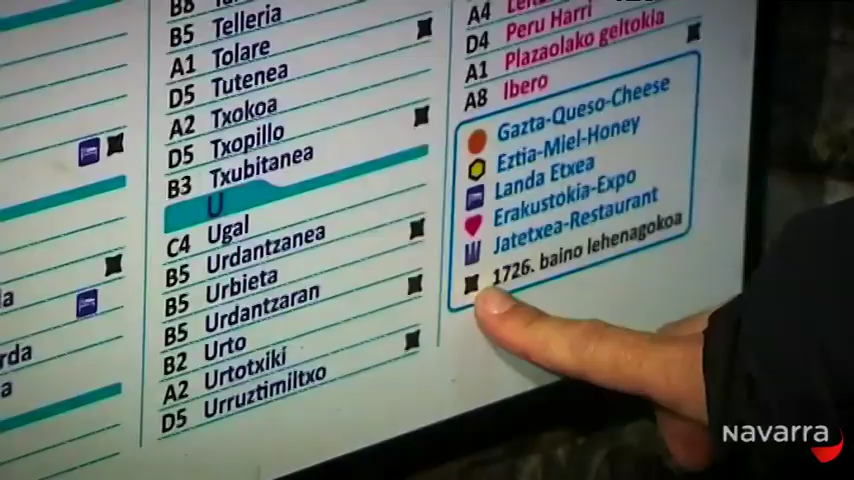 B8
B5 Telleria
A1 Tolare
D5 Tutenea
A2 Txokoa
D5 Txopillo
B3 Txubitanea
U
C4 Ugal
B5 Urdantzanea
B5 Urbieta
B5 Urdantzaran
B2 Urto
A2 Urtotxiki
D5 Urruztimiltxo
A4
D4 Peru Harri
A1 Plazaolako geltokia
A8 Ibero
Gazta-Queso-Cheese
Eztia-Miel-Honey
Landa Etxea
Erakustokia-Expo
Jatetxea-Restaurant
1726. baino lehenagokoa
NAVARRA